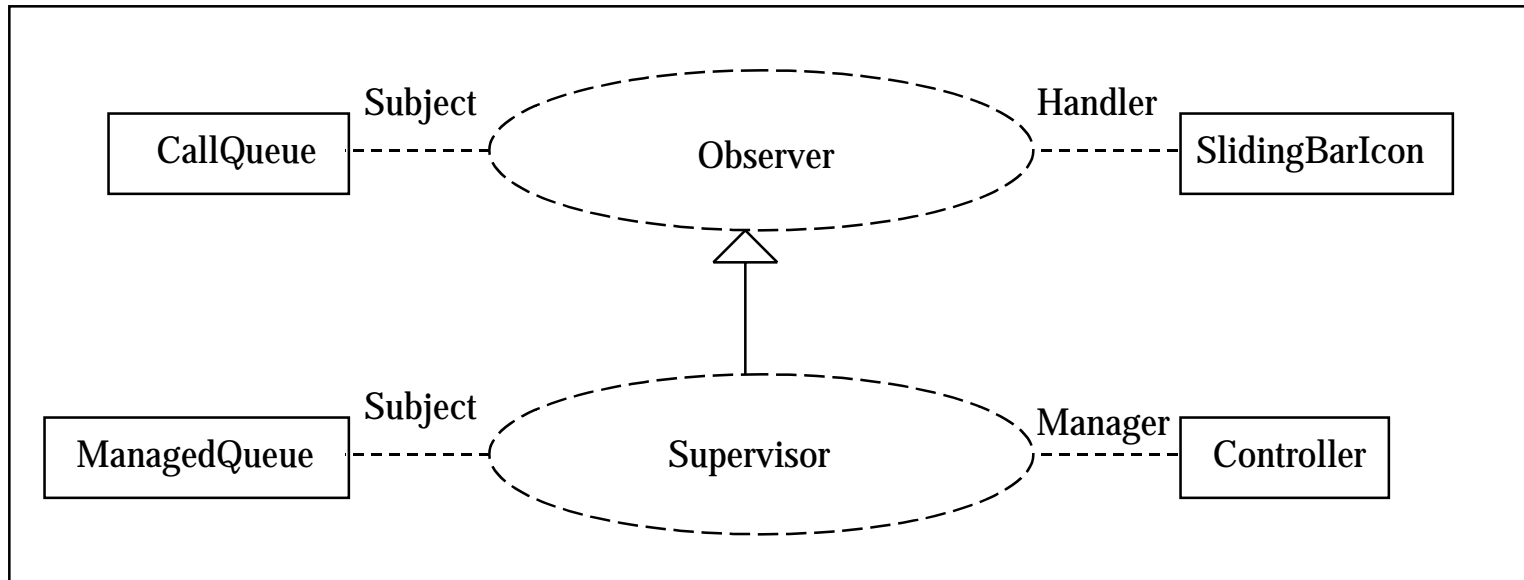 Subject
Handler
CallQueue
Observer
SlidingBarIcon
Subject
Manager
ManagedQueue
Supervisor
Controller